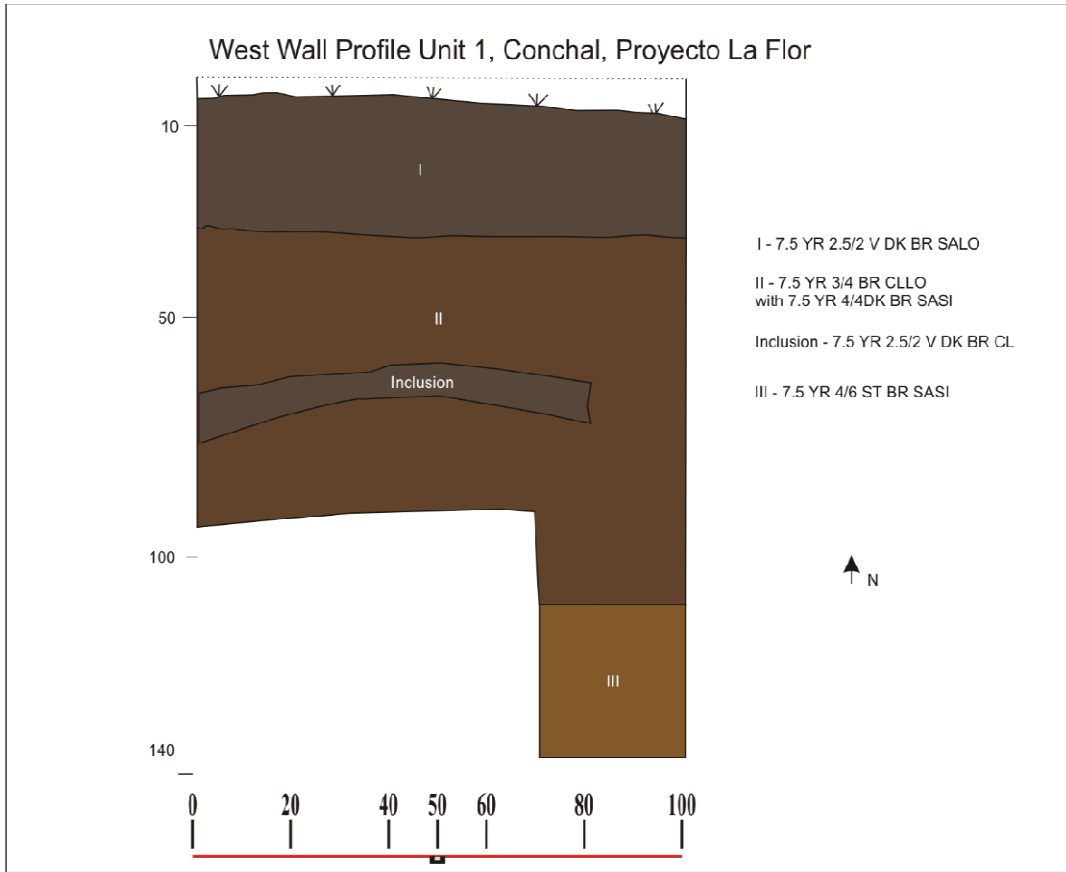 West Wall Profile Unit 1, Conchal, Proyecto La Flor
10
I
I - 7.5 YR 2.5/2 V DK BR SALO
II - 7.5 YR 3/4 BR CLLO
with 7.5 YR 4/4DK BR SASI
50
II
Inclusion - 7.5 YR 2.5/2 V DK BR CL
Inclusion
III - 7.5 YR 4/6 ST BR SASI
100
N
III
140
0 20 40 50 60 80 100